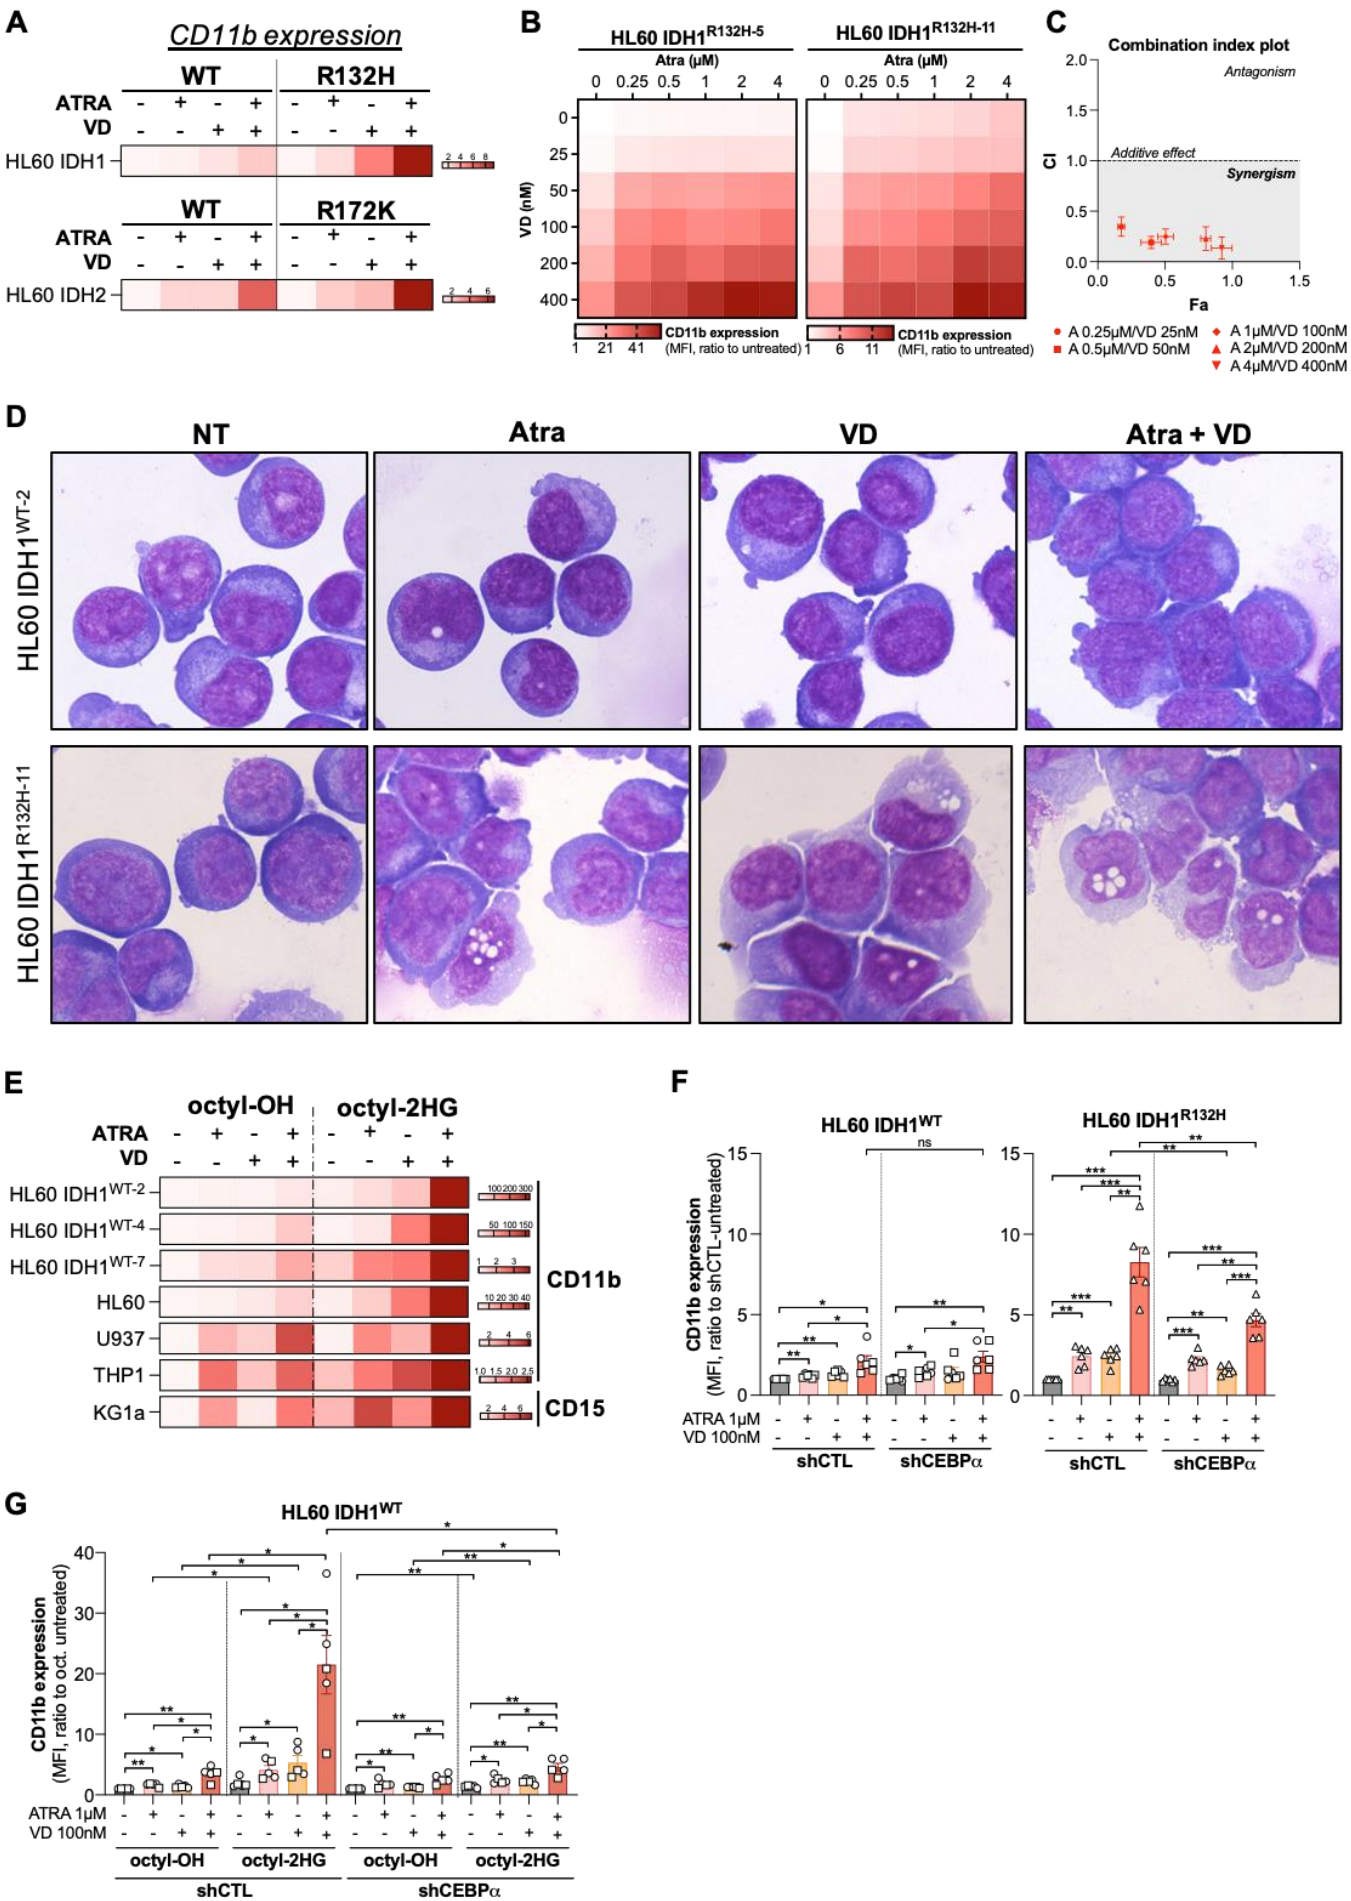 A
CD11b expression
WT R132H
ATRA - + - + - + - +
VD - - + + - - + +
HL60 IDH1
2 4 6 8
WT R172K
ATRA - + - + - + - +
VD - - + + - - + +
HL60 IDH2
2 4 6
B
HL60 IDH1R132H-5 HL60 IDH1R132H-11
Atra (µM) Atra (µM)
0 0.25 0.5 1 2 4 0 0.25 0.5 1 2 4
VD (nM)
0
25
50
100
200
400
CD11b expression
(MFI, ratio to untreated)
1 21 41
CD11b expression
(MFI, ratio to untreated)
1 6 11
C
Combination index plot
CI
2.0
1.5
1.0
0.5
0.0
Antagonism
Additive effect
Synergism
0.0 0.5 1.0 1.5
Fa
A 0.25µM/VD 25nM
A 0.5µM/VD 50nM
A 1µM/VD 100nM
A 2µM/VD 200nM
A 4µM/VD 400nM
D
NT Atra VD Atra + VD
HL60 IDH1WT-2
HL60 IDH1R132H-11
E
octyl-OH octyl-2HG
ATRA - + - + - + - +
VD - - + + - - + +
HL60 IDH1WT-2
100 200 300
HL60 IDH1WT-4
50 100 150
HL60 IDH1WT-7
1 2 3
HL60
10 20 30 40
U937
2 4 6
THP1
1.0 1.5 2.0 2.5
KG1a
2 4 6
CD11b
CD15
F
HL60 IDH1WT
CD11b expression
(MFI, ratio to shCTL-untreated)
15
10
5
0
ns
* **
* *
** *
**
ATRA 1µM - + - + - + - +
VD 100nM - - + + - - + +
shCTL shCEBPα
HL60 IDH1R132H
15
10
5
0
**
**
***
***
**
*** ***
** **
***
**
***
- + - + - + - +
- - + + - - + +
shCTL shCEBPα
G
HL60 IDH1WT
CD11b expression
(MFI, ratio to oct. untreated)
40
30
20
10
0
*
* *
* **
* **
*
*
*
** ** **
* * *
* * *
* * ** **
** * *
ATRA 1µM - + - + - + - + - + - + - + - +
VD 100nM - - + + - - + + - - + + - - + +
octyl-OH octyl-2HG octyl-OH octyl-2HG
shCTL shCEBPα